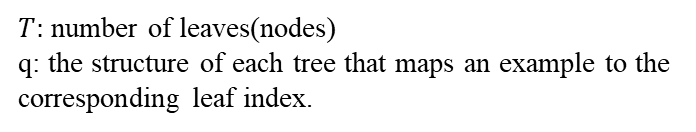 T: number of leaves(nodes)
q: the structure of each tree that maps an example to the
corresponding leaf index.